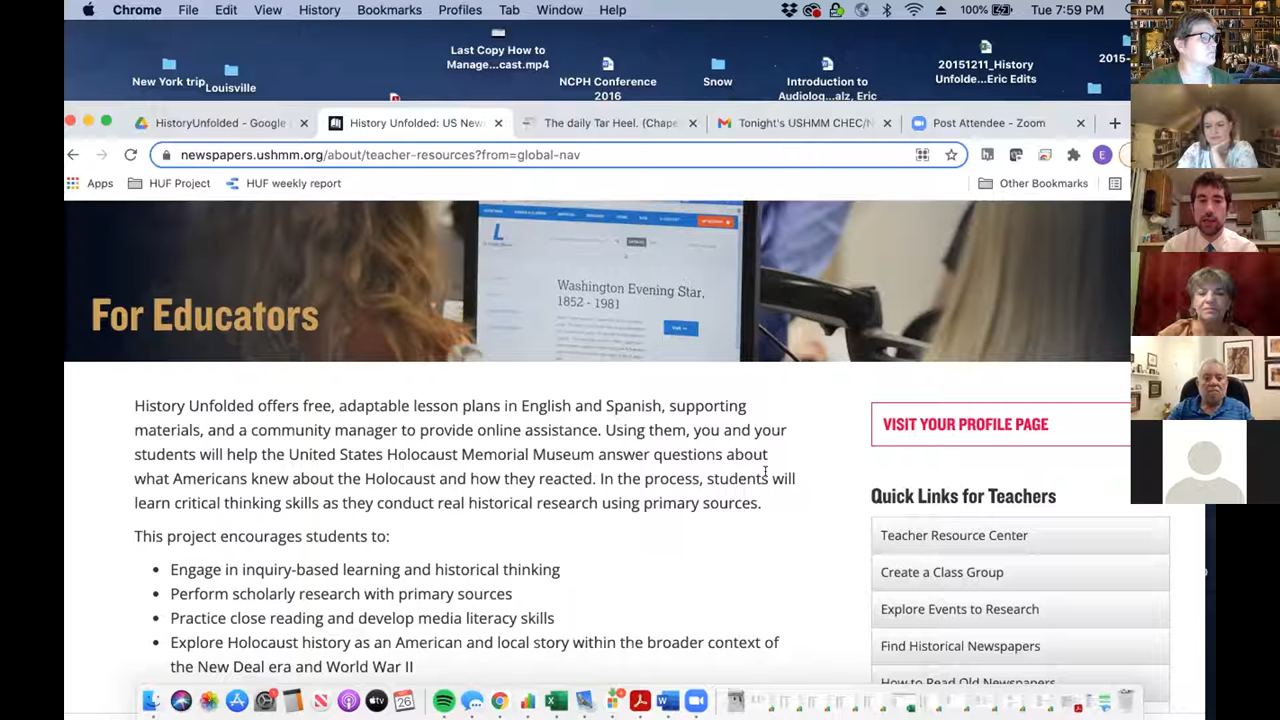 Chrome File Edit View History Bookmarks Profiles Tab Window Help 100% Tue 7:59 PM
Last Copy How to
Manage...cast.mp4
New York trip
Louisville
NCPH Conference
2016
Snow
Introduction to
Audiolog...alz, Eric
20151211_History
Unfolde...Eric Edits
2015-
HistoryUnfolded - Google
History Unfolded: US New
The daily Tar Heel. (Chape
Tonight's USHMM CHEC/N
Post Attendee - Zoom
newspapers.ushmm.org/about/teacher-resources?from=global-nav
E
Apps HUF Project HUF weekly report Other Bookmarks
L
Washington Evening Star,
1852 - 1981
For Educators
History Unfolded offers free, adaptable lesson plans in English and Spanish, supporting
materials, and a community manager to provide online assistance. Using them, you and your
students will help the United States Holocaust Memorial Museum answer questions about
what Americans knew about the Holocaust and how they reacted. In the process, students will
learn critical thinking skills as they conduct real historical research using primary sources.
This project encourages students to:
• Engage in inquiry-based learning and historical thinking
• Perform scholarly research with primary sources
• Practice close reading and develop media literacy skills
• Explore Holocaust history as an American and local story within the broader context of
the New Deal era and World War II
VISIT YOUR PROFILE PAGE
Quick Links for Teachers
Teacher Resource Center
Create a Class Group
Explore Events to Research
Find Historical Newspapers
How to Read Old Newspapers
26